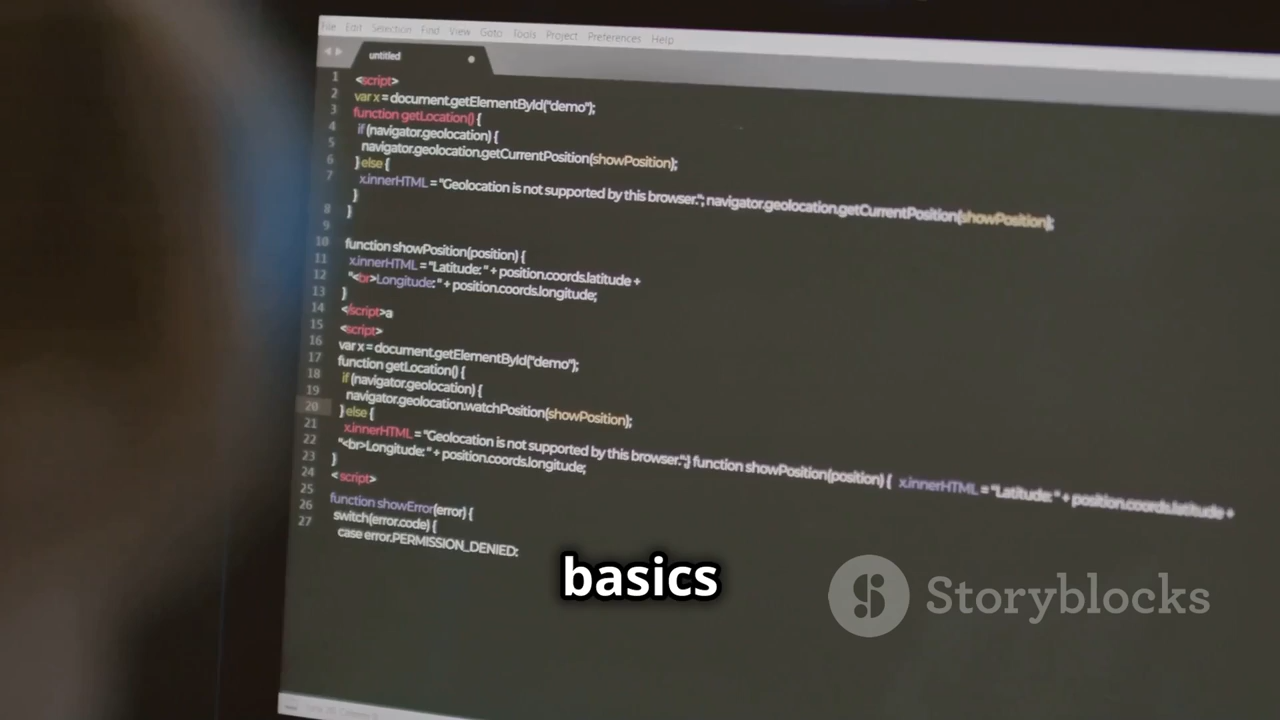 File Edit Selection Find View Goto Tools Project Preferences Help
untitled
1 <script>
2 var x = document.getElementById("demo");
3 function getLocation() {
4 if (navigator.geolocation) {
5 navigator.geolocation.getCurrentPosition(showPosition);
6 } else {
7 x.innerHTML = "Geolocation is not supported by this browser."; navigator.geolocation.getCurrentPosition(showPosition);
}
8 }
9
10 function showPosition(position) {
11 x.innerHTML = "Latitude: " + position.coords.latitude +
12 "<br>Longitude: " + position.coords.longitude;
13 }
14 </script>a
15 <script>
16 var x = document.getElementById("demo");
17 function getLocation() {
18 if (navigator.geolocation) {
19 navigator.geolocation.watchPosition(showPosition);
20 } else {
21 x.innerHTML = "Geolocation is not supported by this browser.";} function showPosition(position) { x.innerHTML = "Latitude: " + position.coords.latitude +
22 "<br>Longitude: " + position.coords.longitude;
23 }
24 < script>
25 function showError(error) {
26 switch(error.code) {
27 case error.PERMISSION_DENIED:
basics
Storyblocks